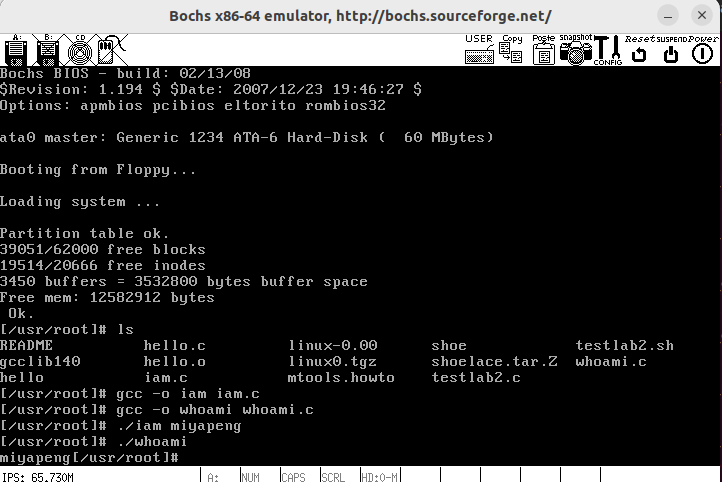 Bochs x86-64 emulator, http://bochs.sourceforge.net/
A: B: CD USER Copy Paste snapshot CONFIG Reset SUSPEND Power
Bochs BIOS - build: 02/13/08
$Revision: 1.194 $ $Date: 2007/12/23 19:46:27 $
Options: apmbios pcibios eltorito rombios32
ata0 master: Generic 1234 ATA-6 Hard-Disk (  60 MBytes)
Booting from Floppy...
Loading system ...
Partition table ok.
39051/62000 free blocks
19514/20666 free inodes
3450 buffers = 3532800 bytes buffer space
Free mem: 12582912 bytes
 Ok.
[/usr/root]# ls
README          hello.c         linux-0.00      shoe            testlab2.sh
gcclib140       hello.o         linux0.tgz      shoelace.tar.Z  whoami.c
hello           iam.c           mtools.howto    testlab2.c
[/usr/root]# gcc -o iam iam.c
[/usr/root]# gcc -o whoami whoami.c
[/usr/root]# ./iam miyapeng
[/usr/root]# ./whoami
miyapeng[/usr/root]#
IPS: 65.730M A: NUM CAPS SCRL HD:0-M